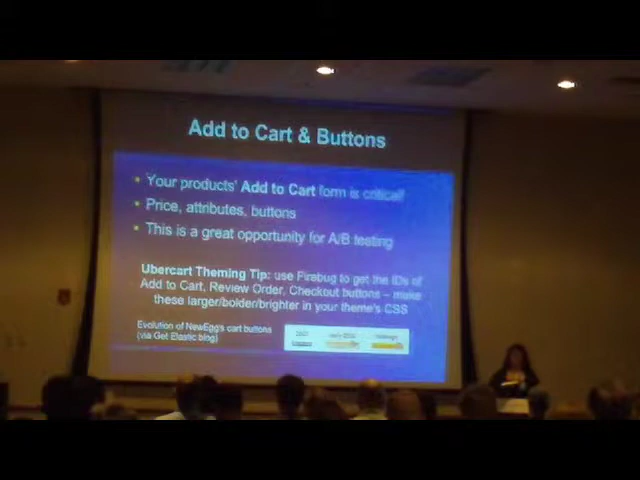 Add to Cart & Buttons
Your products' Add to Cart form is critical!
Price, attributes, buttons
This is a great opportunity for A/B testing
Ubercart Theming Tip: use Firebug to get the IDs of
Add to Cart, Review Order, Checkout buttons – make
these larger/bolder/brighter in your theme's CSS
Evolution of NewEgg's cart buttons
(via Get Elastic blog)